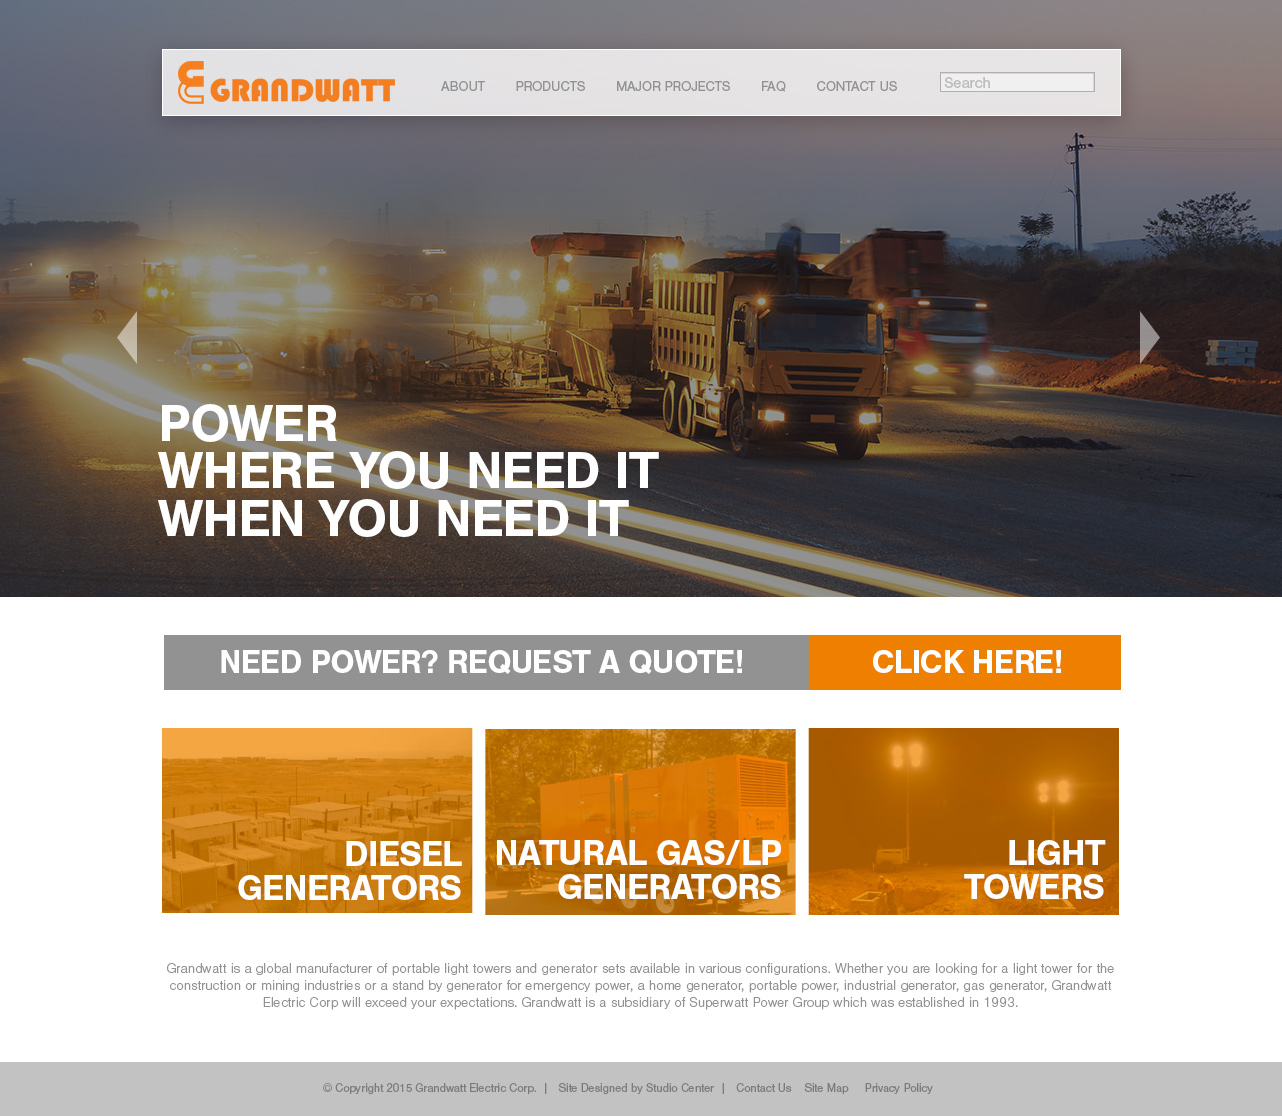 GRANDWATT
ABOUT PRODUCTS MAJOR PROJECTS FAQ CONTACT US Search
POWER
WHERE YOU NEED IT
WHEN YOU NEED IT
NEED POWER? REQUEST A QUOTE! CLICK HERE!
DIESEL
GENERATORS
NATURAL GAS/LP
GENERATORS
LIGHT
TOWERS
Grandwatt is a global manufacturer of portable light towers and generator sets available in various configurations. Whether you are looking for a light tower for the
construction or mining industries or a stand by generator for emergency power, a home generator, portable power, industrial generator, gas generator, Grandwatt
Electric Corp will exceed your expectations. Grandwatt is a subsidiary of Superwatt Power Group which was established in 1993.
© Copyright 2015 Grandwatt Electric Corp. | Site Designed by Studio Center | Contact Us Site Map Privacy Policy